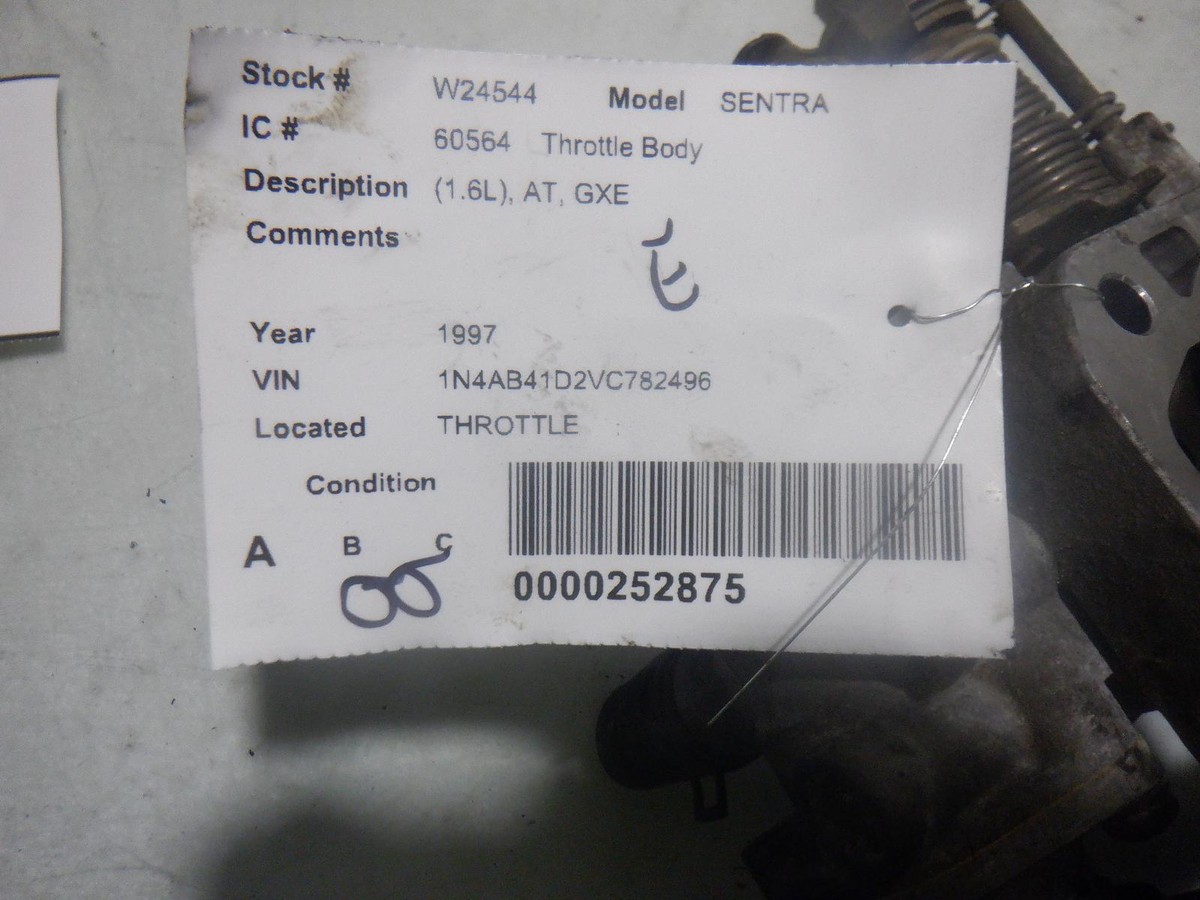 Stock # W24544 Model SENTRA
IC # 60564 Throttle Body
Description (1.6L), AT, GXE
Comments
Year 1997
VIN 1N4AB41D2VC782496
Located THROTTLE
Condition
A B C
0000252875